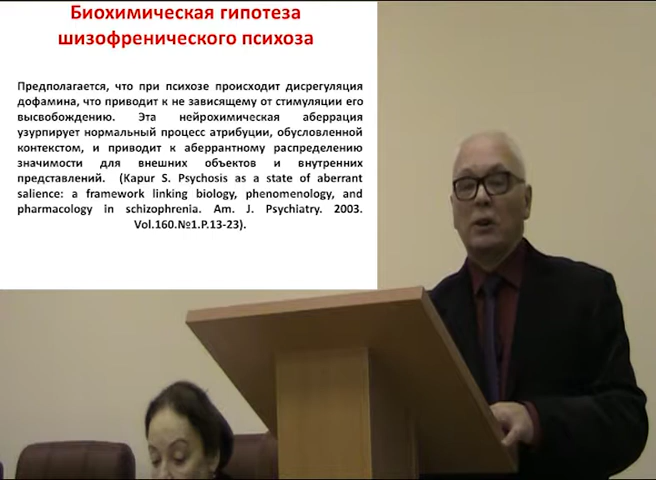 Биохимическая гипотеза
шизофренического психоза
Предполагается, что при психозе происходит дисрегуляция
дофамина, что приводит к не зависящему от стимуляции его
высвобождению. Эта нейрохимическая аберрация
узурпирует нормальный процесс атрибуции, обусловленной
контекстом, и приводит к аберрантному распределению
значимости для внешних объектов и внутренних
представлений. (Kapur S. Psychosis as a state of aberrant
salience: a framework linking biology, phenomenology, and
pharmacology in schizophrenia. Am. J. Psychiatry. 2003.
Vol.160.№1.P.13-23).